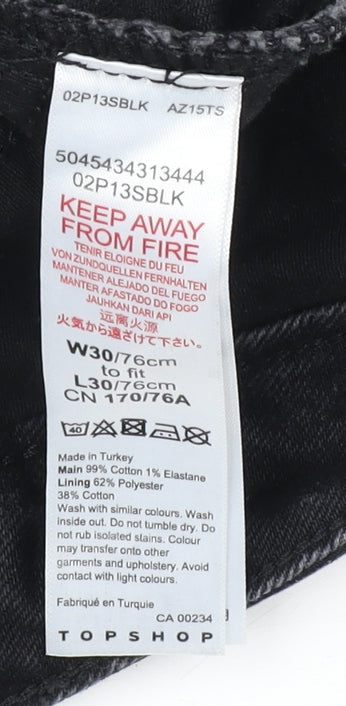 02P13SBLK AZ15TS
5045434313444
02P13SBLK
KEEP AWAY
FROM FIRE
TENIR ELOIGNE DU FEU
VON ZUNDQUELLEN FERNHALTEN
MANTENER ALEJADO DEL FUEGO
MANTER AFASTADO DO FOGO
JAUHKAN DARI API
远离火源
火気から遠ざけて下さい。
W30/76cm
to fit
L30/76cm
CN 170/76A
40
Made in Turkey
Main 99% Cotton 1% Elastane
Lining 62% Polyester
38% Cotton
Wash with similar colours. Wash
inside out. Do not tumble dry. Do
not rub isolated stains. Colour
may transfer onto other
garments and upholstery. Avoid
contact with light colours.
Fabriqué en Turquie
CA 00234
TOPSHOP